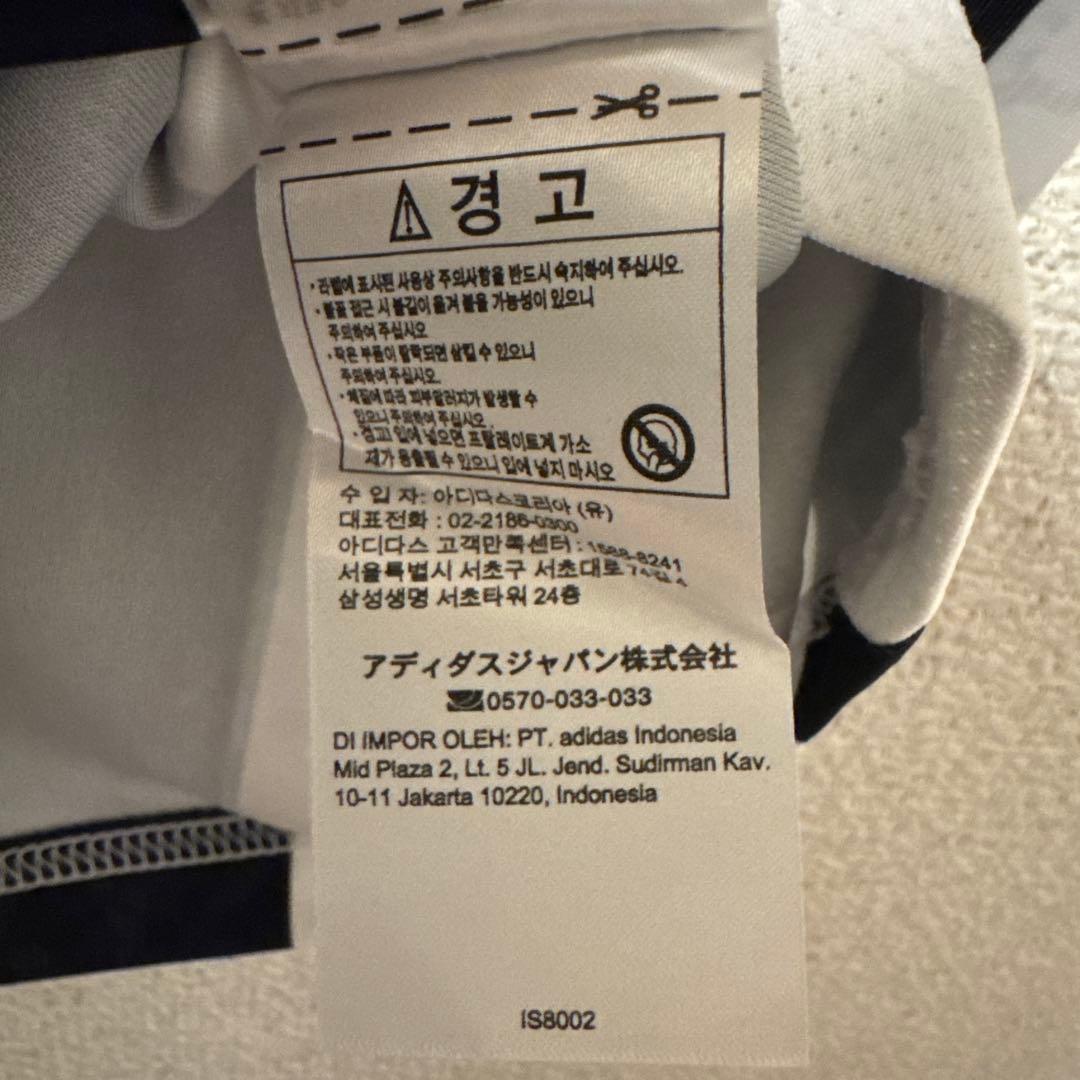 경 고
· 라벨에 표시된 사용상 주의사항을 반드시 숙지하여 주십시오.
· 불꽃 접근 시 불길이 옮겨 붙을 가능성이 있으니
주의하여 주십시오
· 작은 부품이 탈락되면 삼킬 수 있으니
주의하여 주십시오.
· 체질에 따라 피부알러지가 발생할 수
있으니 주의하여 주십시오.
· 경고! 입에 넣으면 프탈레이트계 가소
제가 용출될 수 있으니 입에 넣지 마시오
수 입 자: 아디다스코리아 (유)
대표전화 : 02-2186-0300
아디다스 고객만족센터 : 1588-8241
서울특별시 서초구 서초대로 74길 4
삼성생명 서초타워 24층
アディダスジャパン株式会社
0570-033-033
DI IMPOR OLEH: PT. adidas Indonesia
Mid Plaza 2, Lt. 5 JL. Jend. Sudirman Kav.
10-11 Jakarta 10220, Indonesia
IS8002